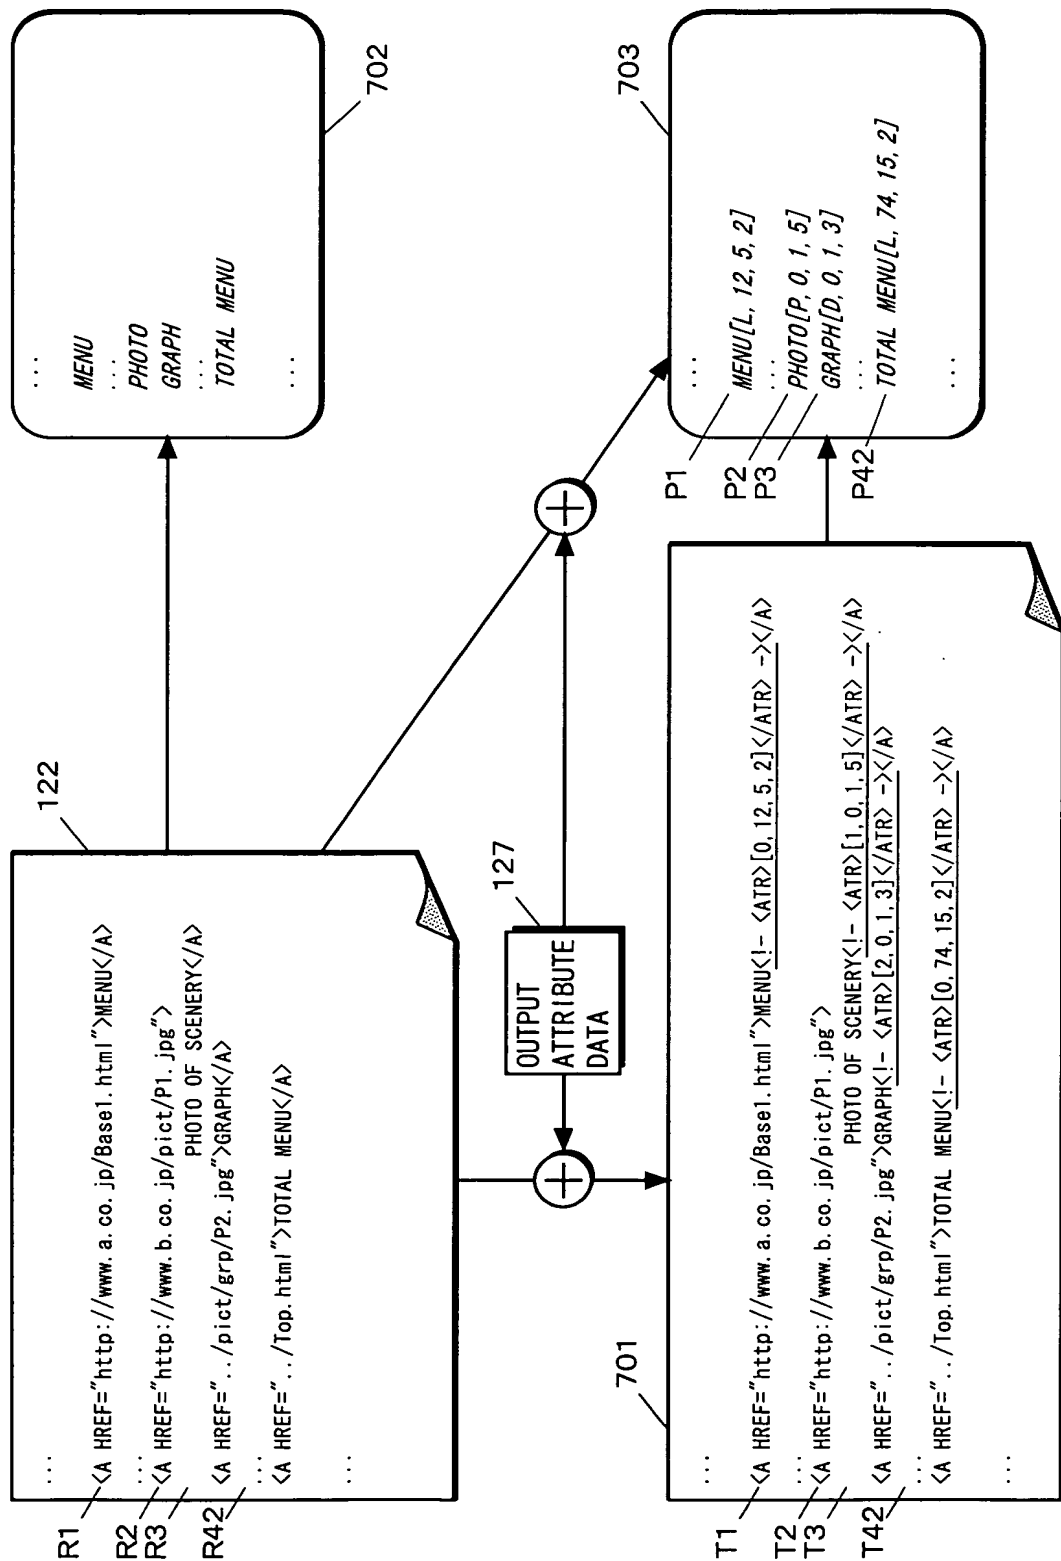 122
R1
R2
R3
R42
...
<A HREF="http://www.a.co.jp/Base1.html">MENU</A>
...
<A HREF="http://www.b.co.jp/pict/P1.jpg">
PHOTO OF SCENERY</A>
<A HREF="../pict/grp/P2.jpg">GRAPH</A>
...
<A HREF="../Top.html">TOTAL MENU</A>
...
702
...
MENU
...
PHOTO
GRAPH
...
TOTAL MENU
...
127
OUTPUT
ATTRIBUTE
DATA
701
T1
T2
T3
T42
...
<A HREF="http://www.a.co.jp/Base1.html">MENU<!- <ATR>[0, 12, 5, 2]</ATR> -></A>
...
<A HREF="http://www.b.co.jp/pict/P1.jpg">
PHOTO OF SCENERY<!- <ATR>[1, 0, 1, 5]</ATR> -></A>
<A HREF="../pict/grp/P2.jpg">GRAPH<!- <ATR>[2, 0, 1, 3]</ATR> -></A>
...
<A HREF="../Top.html">TOTAL MENU<!- <ATR>[0, 74, 15, 2]</ATR> -></A>
...
703
P1
P2
P3
P42
...
MENU[L, 12, 5, 2]
...
PHOTO[P, 0, 1, 5]
GRAPH[D, 0, 1, 3]
...
TOTAL MENU[L, 74, 15, 2]
...